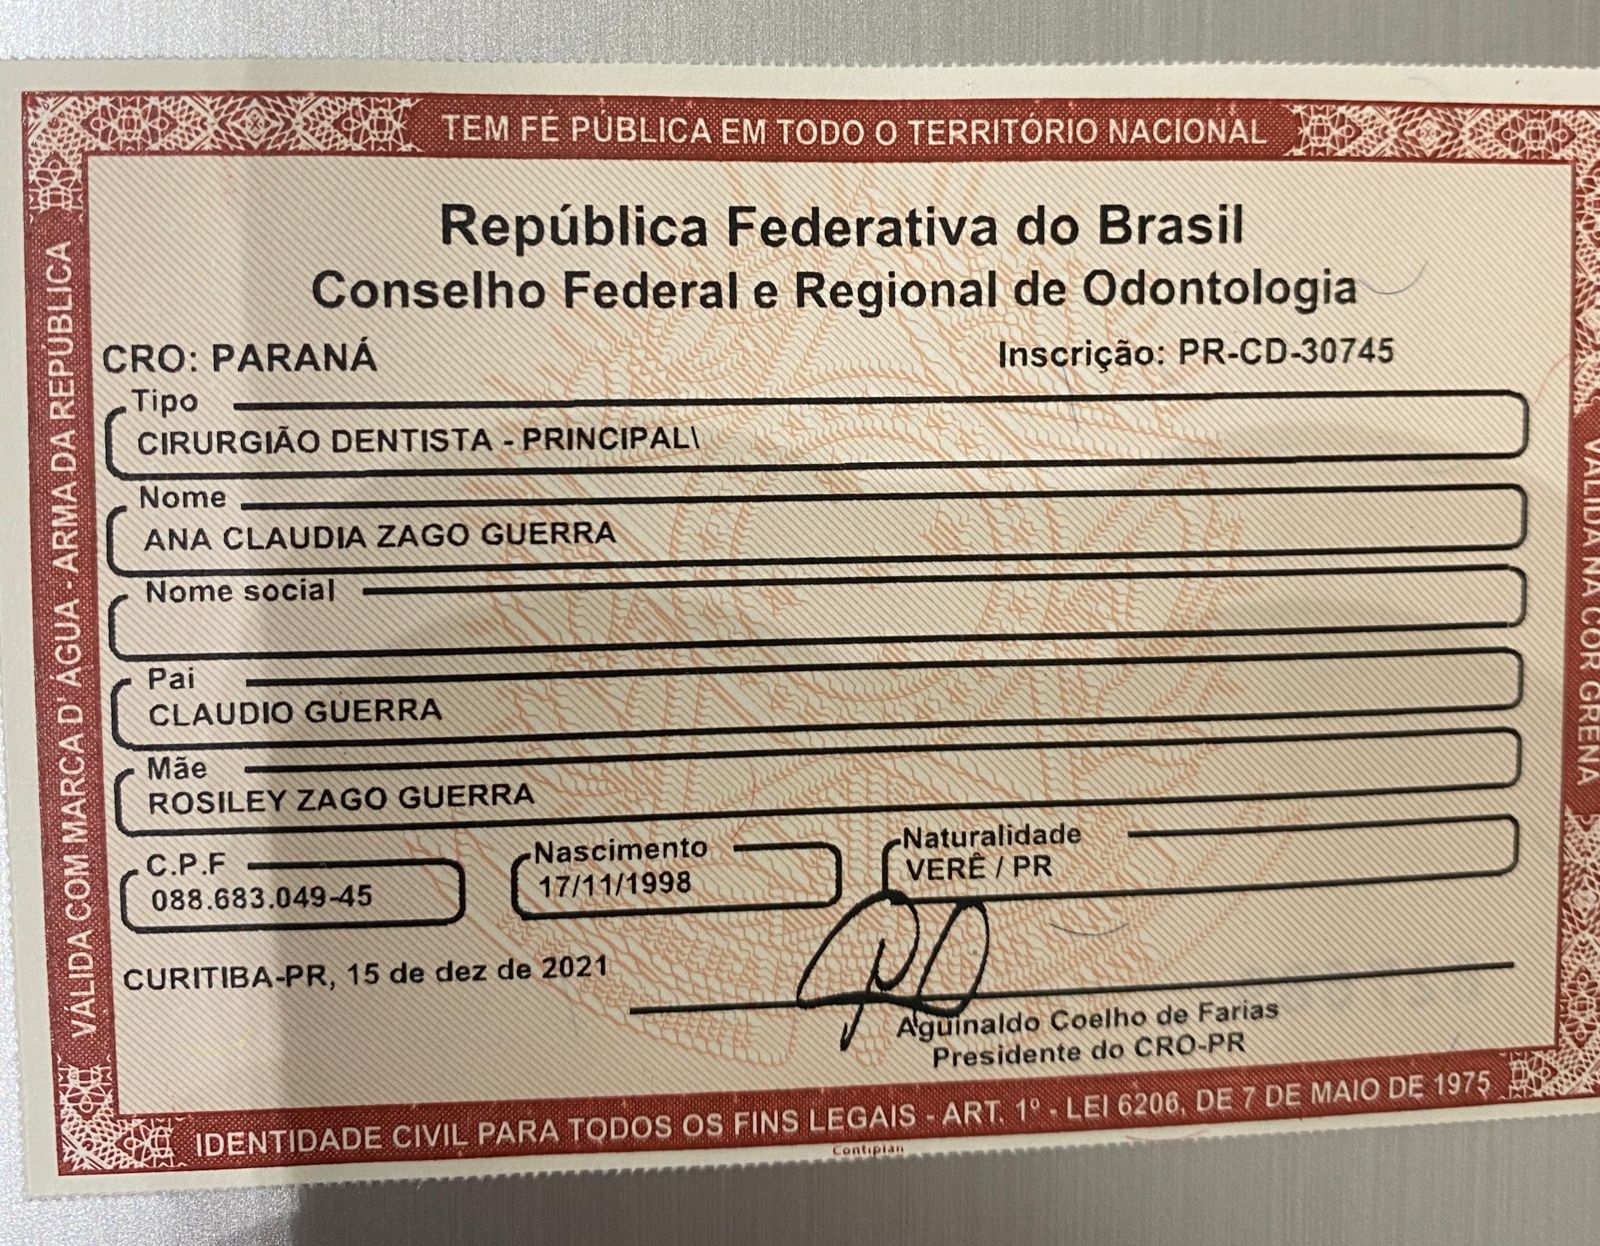 TEM FÉ PÚBLICA EM TODO O TERRITÓRIO NACIONAL
República Federativa do Brasil
Conselho Federal e Regional de Odontologia
CRO: PARANÁ
Inscrição: PR-CD-30745
Tipo
CIRURGIÃO DENTISTA - PRINCIPAL\
Nome
ANA CLAUDIA ZAGO GUERRA
Nome social
Pai
CLAUDIO GUERRA
Mãe
ROSILEY ZAGO GUERRA
C.P.F
088.683.049-45
Nascimento
17/11/1998
Naturalidade
VERÊ / PR
CURITIBA-PR, 15 de dez de 2021
Aguinaldo Coelho de Farias
Presidente do CRO-PR
IDENTIDADE CIVIL PARA TODOS OS FINS LEGAIS - ART. 1º - LEI 6206, DE 7 DE MAIO DE 1975
Contiplan
VÁLIDA COM MARCA D' ÁGUA - ARMA DA REPÚBLICA
VÁLIDA NA COR GRENÁ